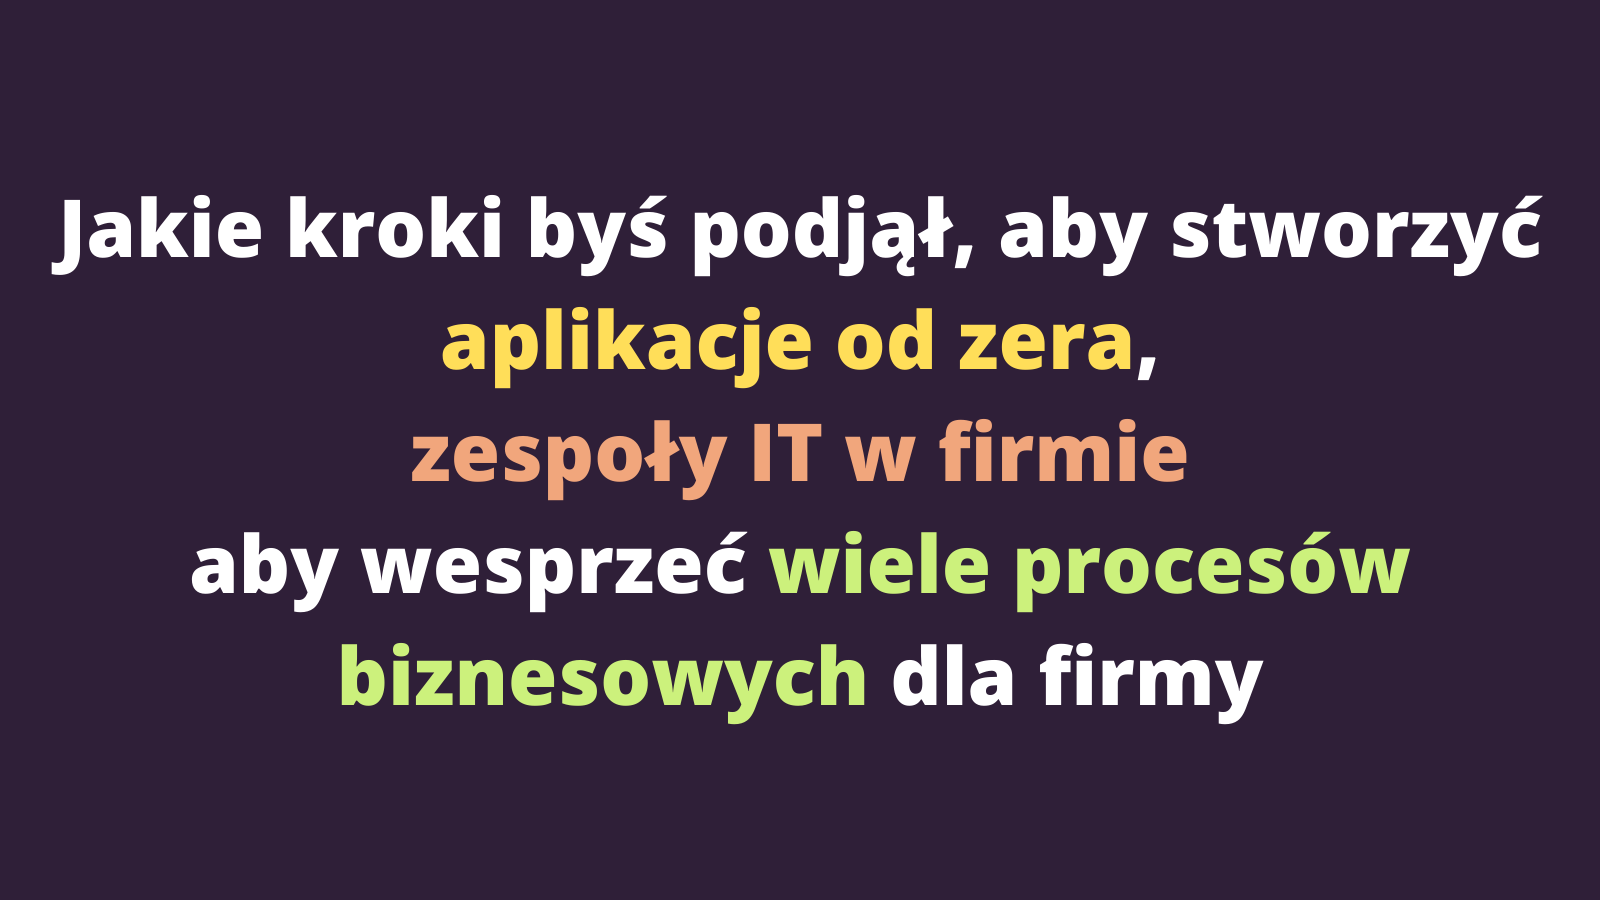 Jakie kroki byś podjął, aby stworzyć
aplikacje od zera,
zespoły IT w firmie
aby wesprzeć wiele procesów
biznesowych dla firmy